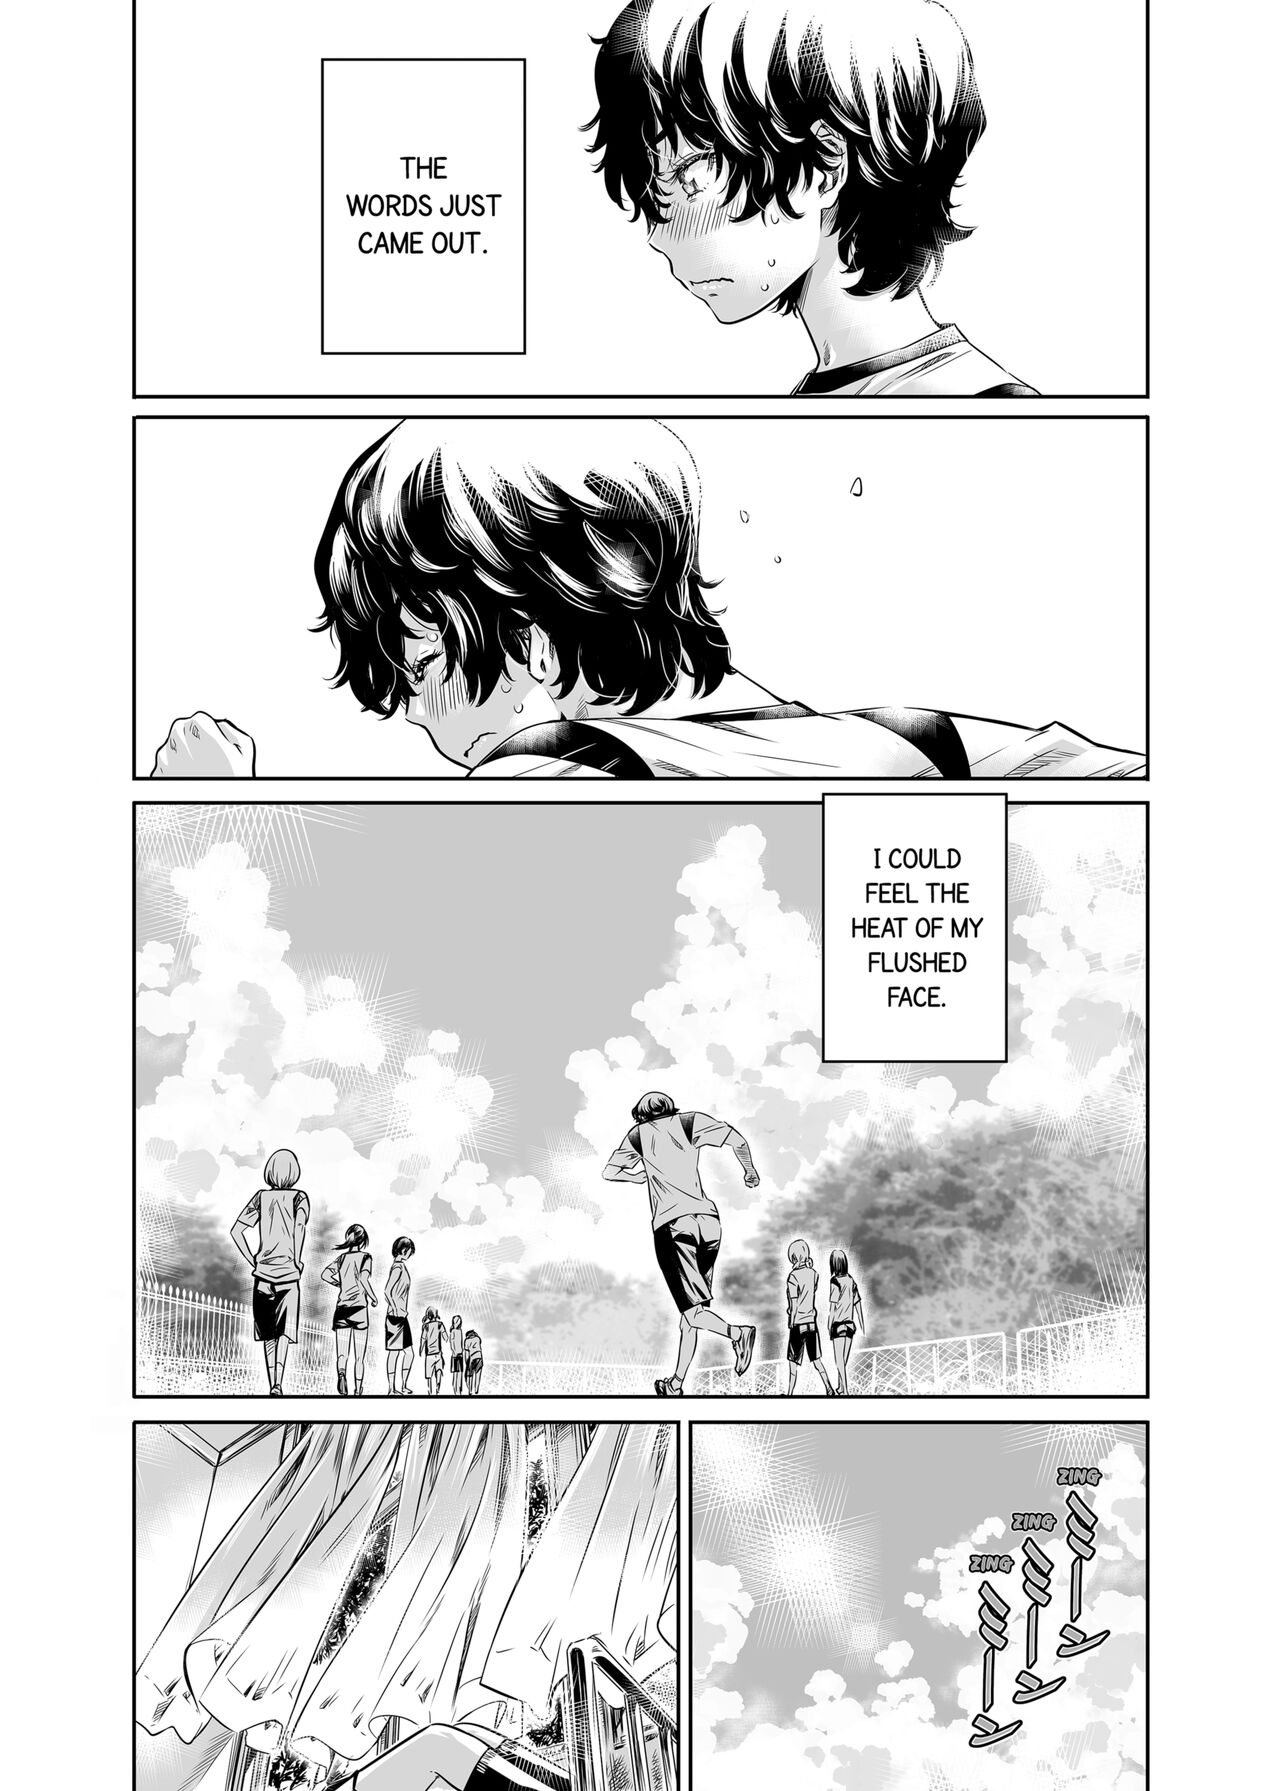 THE
WORDS JUST
CAME OUT.
I COULD
FEEL THE
HEAT OF MY
FLUSHED
FACE.
ZING
ミーン
ZING
ミーン
ZING
ミーン